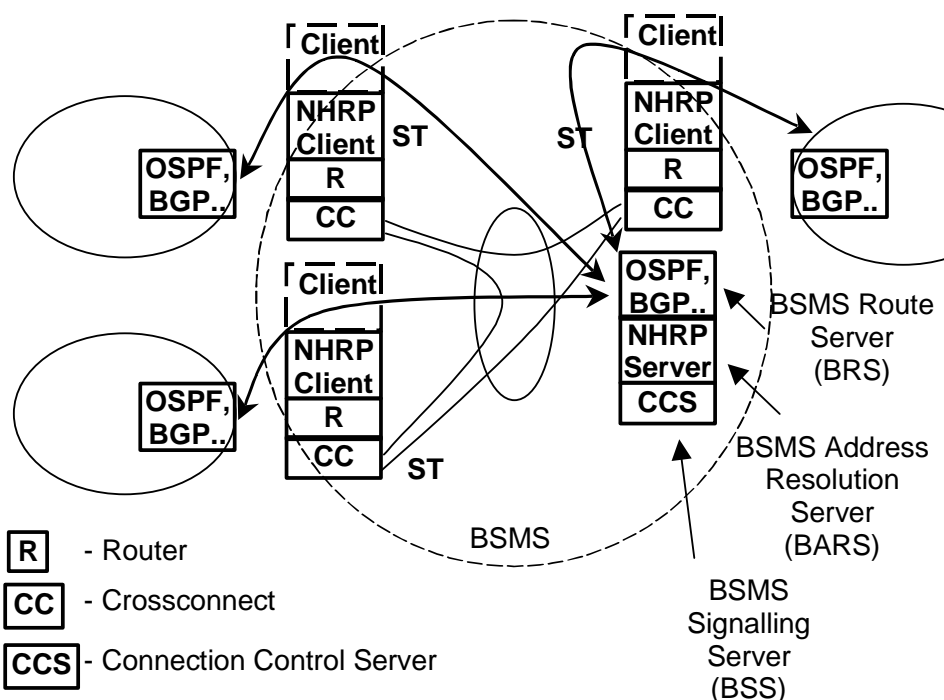 Client
NHRP
Client
R
CC
ST
OSPF,
BGP..
Client
NHRP
Client
R
CC
ST
OSPF,
BGP..
OSPF,
BGP..
NHRP
Server
CCS
BSMS Route
Server
(BRS)
Client
NHRP
Client
R
CC
ST
OSPF,
BGP..
BSMS Address
Resolution
Server
(BARS)
BSMS
BSMS
Signalling
Server
(BSS)
R - Router
CC - Crossconnect
CCS - Connection Control Server